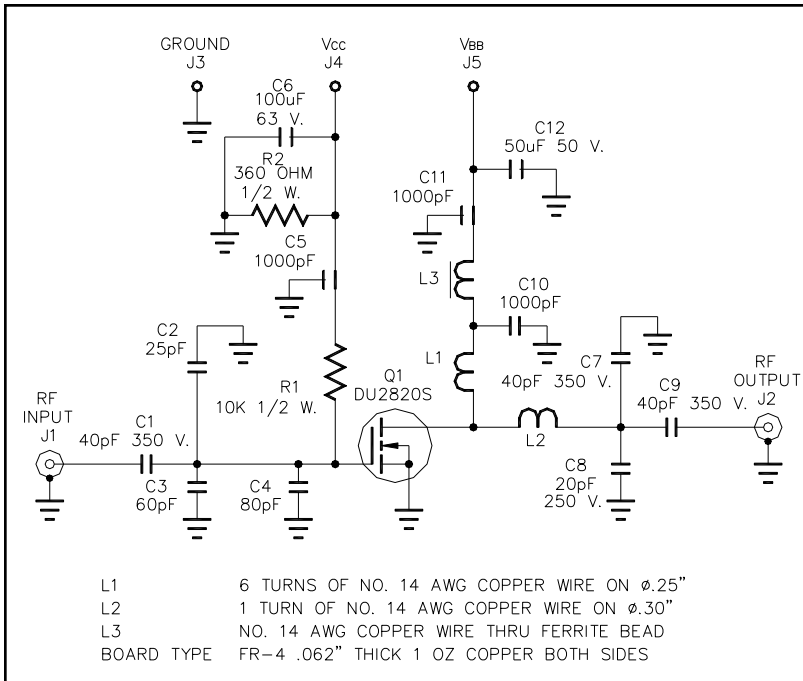 GROUND
J3
Vcc
J4
VBB
J5
C6
100uF
63 V.
R2
360 OHM
1/2 W.
C5
1000pF
C12
50uF 50 V.
C11
1000pF
L3
C10
1000pF
C2
25pF
L1
C7
40pF 350 V.
R1
10K 1/2 W.
Q1
DU2820S
C9
40pF 350 V.
RF
OUTPUT
J2
RF
INPUT
J1
C1
40pF 350 V.
L2
C3
60pF
C4
80pF
C8
20pF
250 V.
L1 6 TURNS OF NO. 14 AWG COPPER WIRE ON ø.25"
L2 1 TURN OF NO. 14 AWG COPPER WIRE ON ø.30"
L3 NO. 14 AWG COPPER WIRE THRU FERRITE BEAD
BOARD TYPE FR-4 .062" THICK 1 OZ COPPER BOTH SIDES